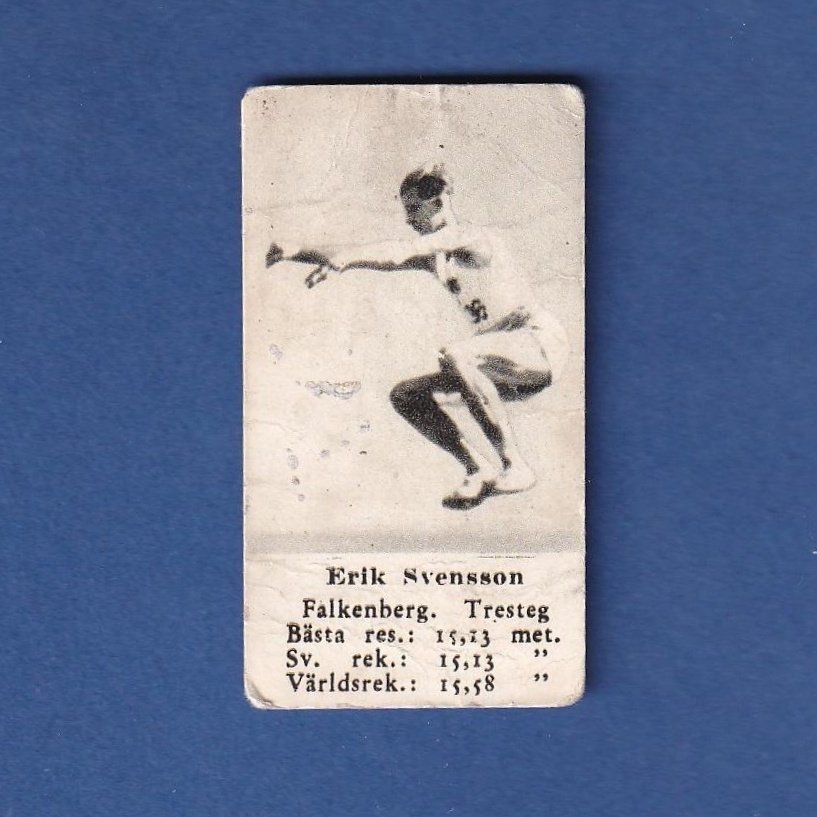 Erik Svensson
Falkenberg. Tresteg
Bästa res.: 15,13 met.
Sv. rek.: 15,13 ”
Världsrek.: 15,58 ”